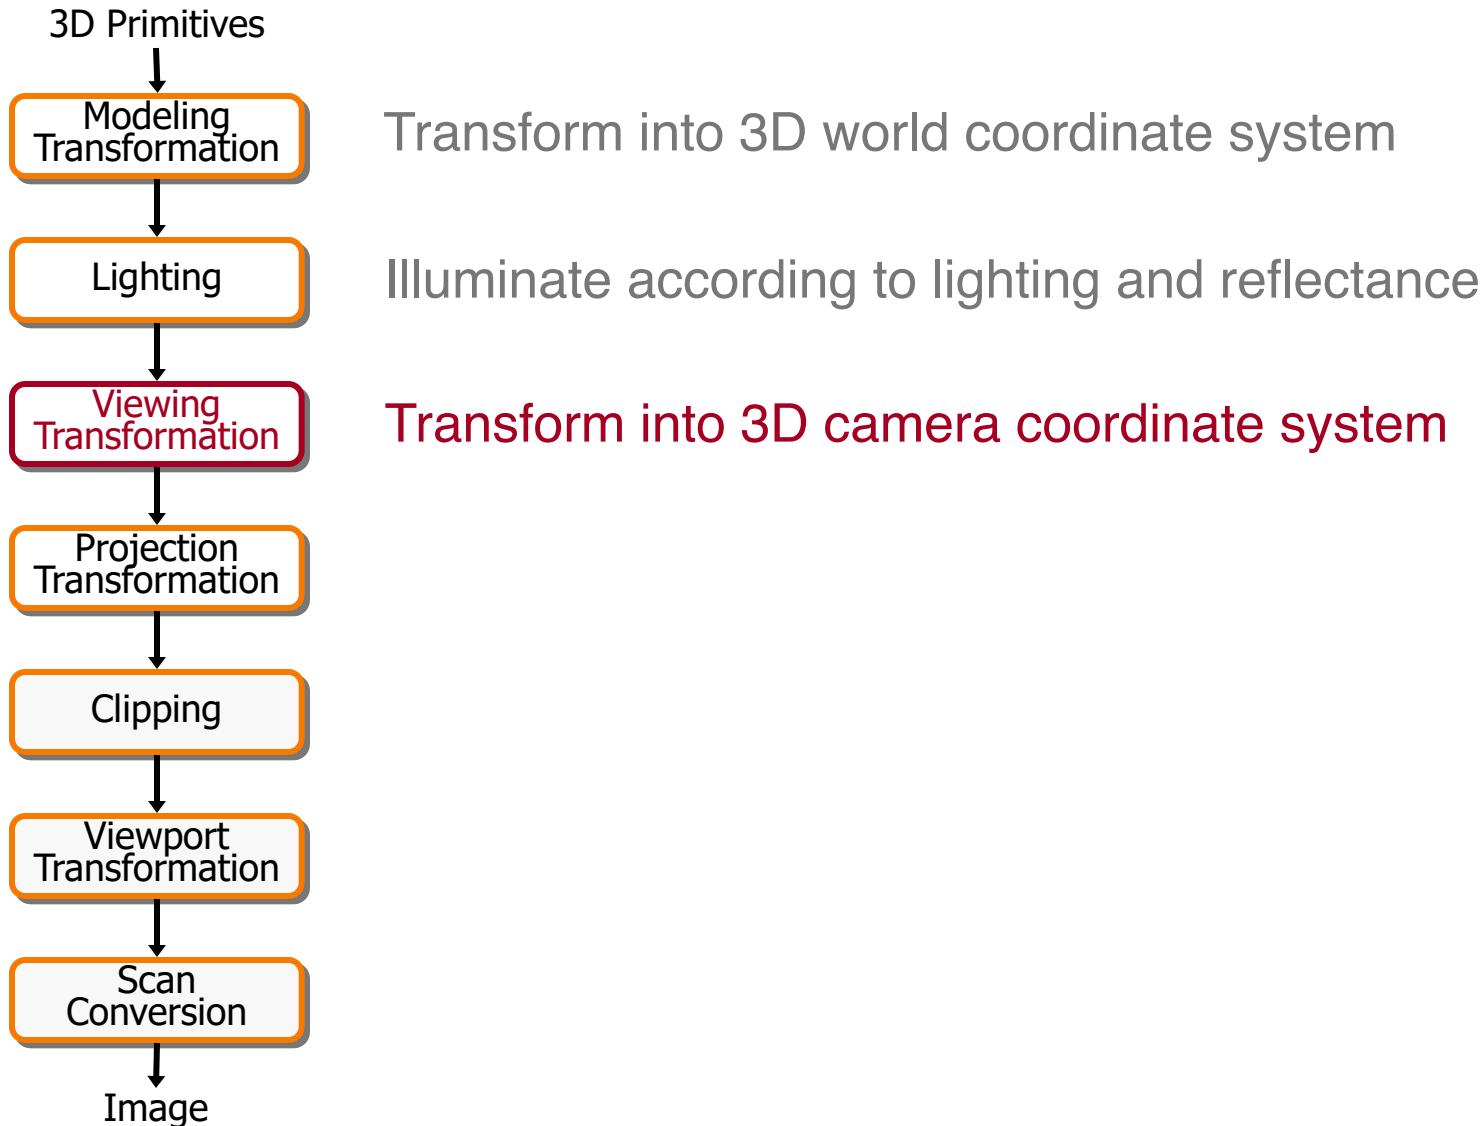 3D Primitives
Modeling
Transformation
Transform into 3D world coordinate system
Lighting
Illuminate according to lighting and reflectance
Viewing
Transformation
Transform into 3D camera coordinate system
Projection
Transformation
Clipping
Viewport
Transformation
Scan
Conversion
Image